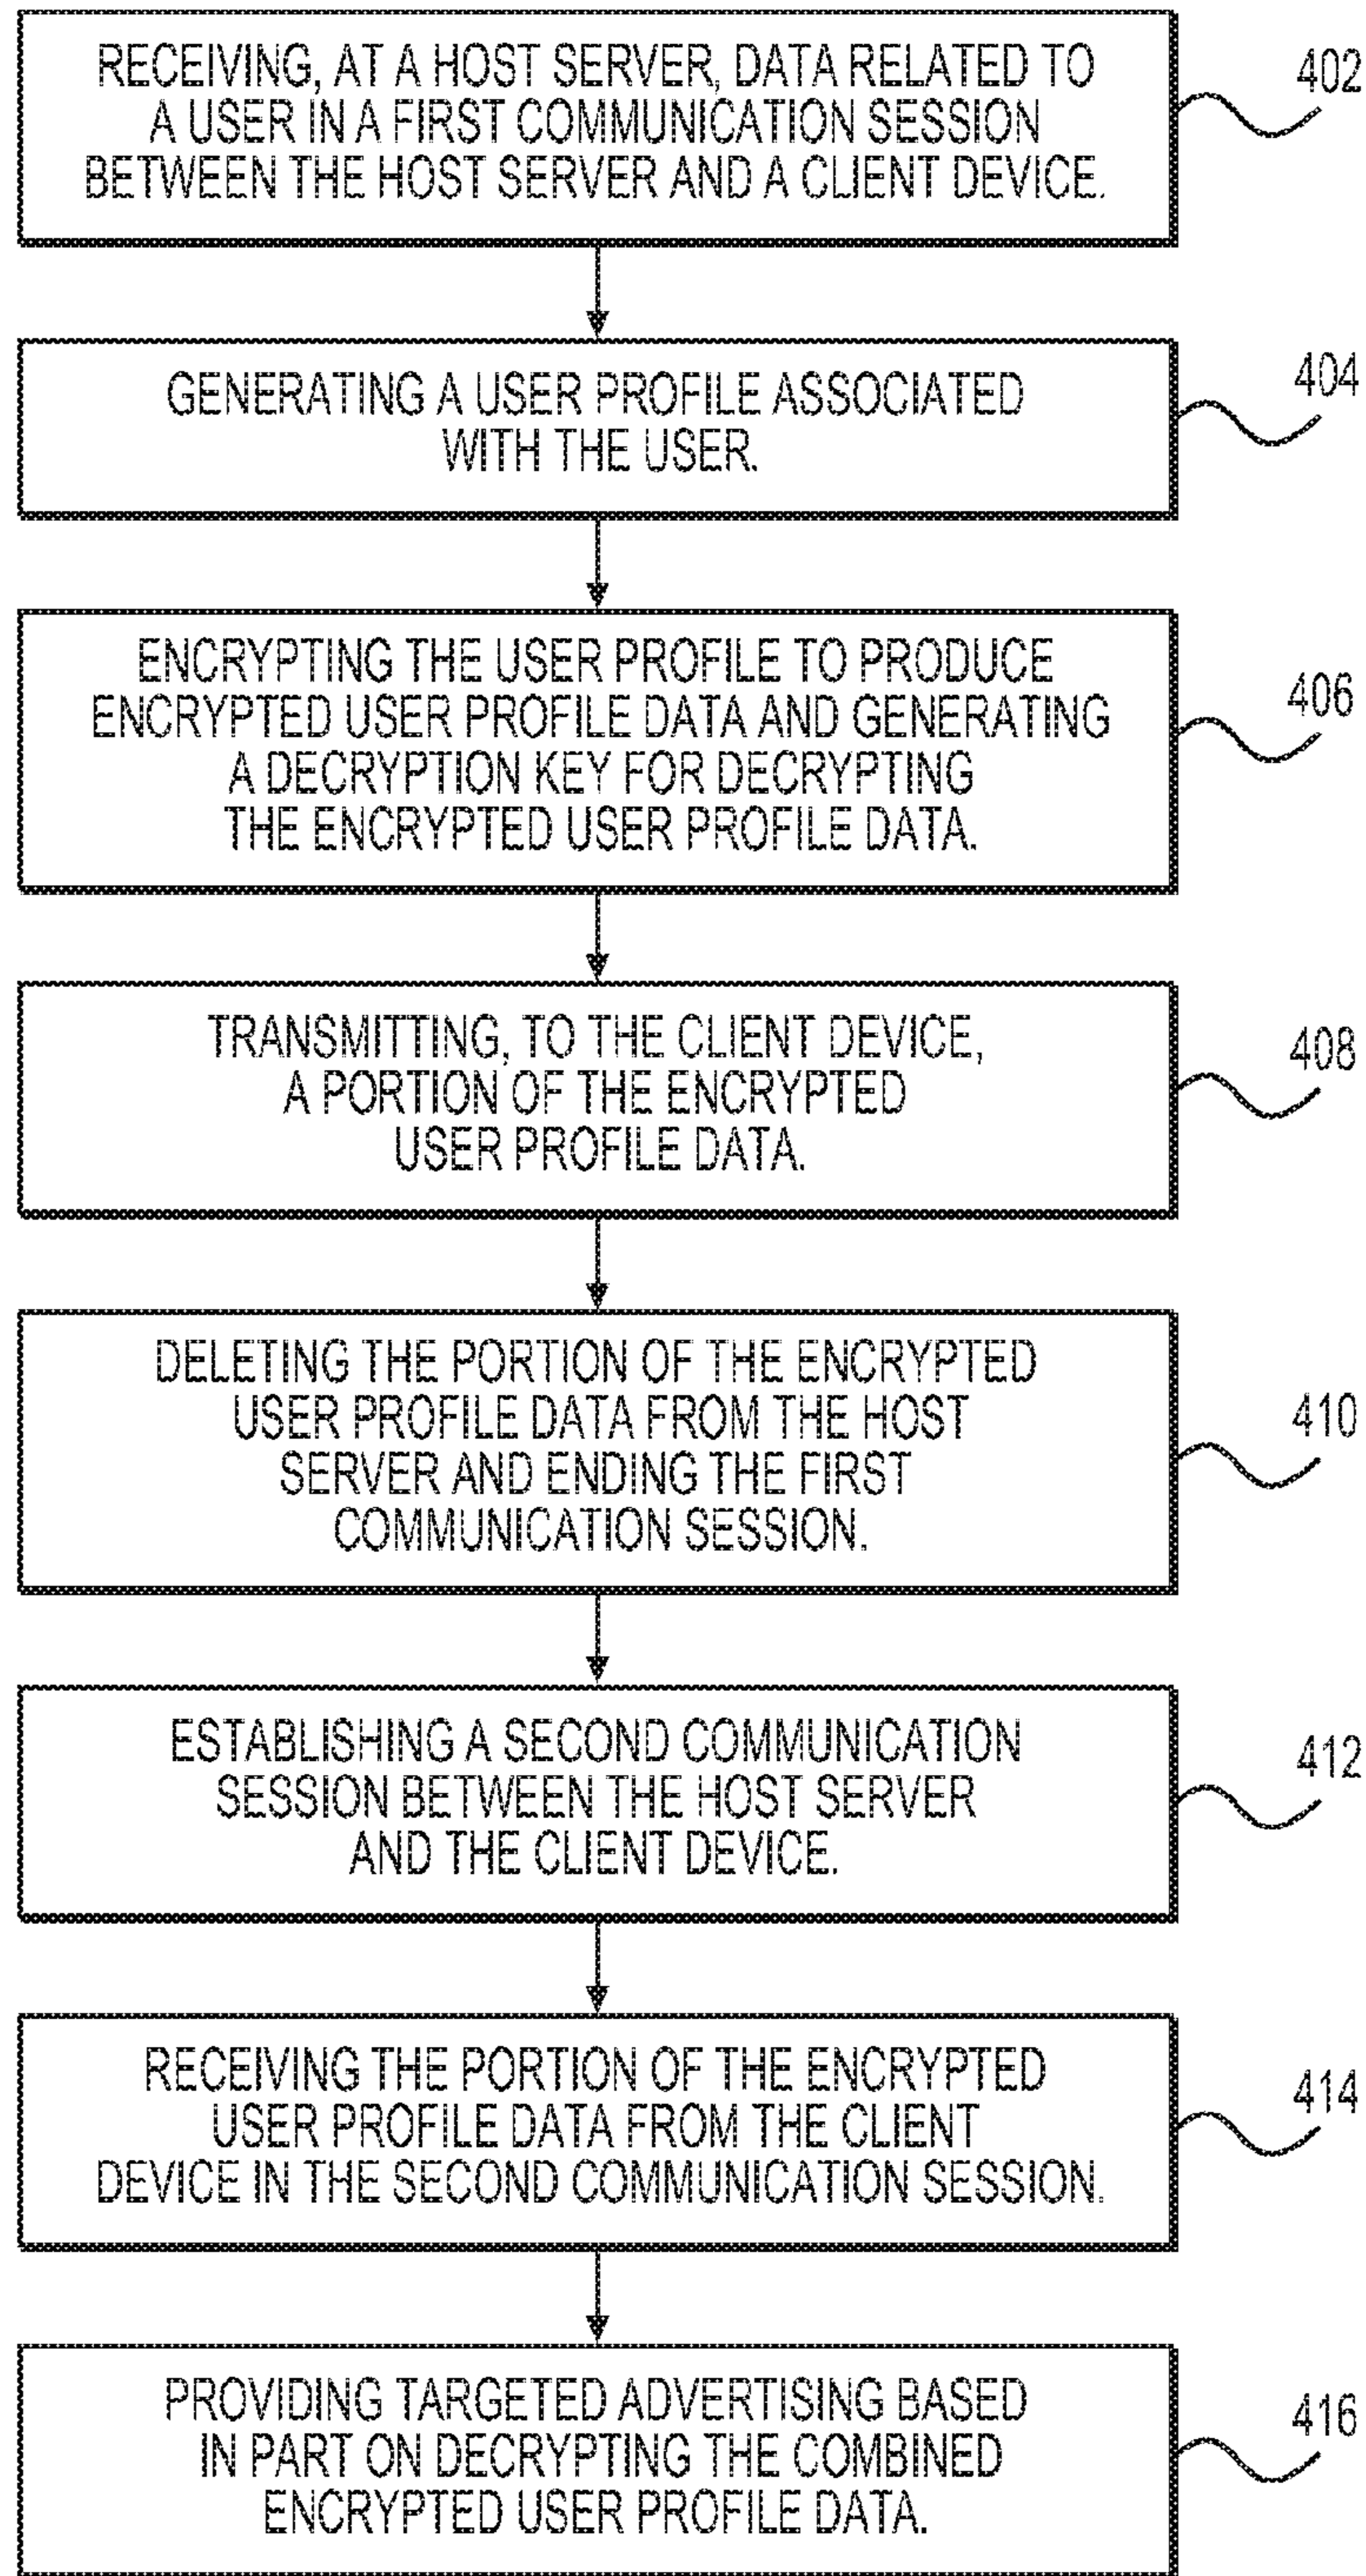 RECEIVING, AT A HOST SERVER, DATA RELATED TO
A USER IN A FIRST COMMUNICATION SESSION
BETWEEN THE HOST SERVER AND A CLIENT DEVICE.
402
GENERATING A USER PROFILE ASSOCIATED
WITH THE USER.
404
ENCRYPTING THE USER PROFILE TO PRODUCE
ENCRYPTED USER PROFILE DATA AND GENERATING
A DECRYPTION KEY FOR DECRYPTING
THE ENCRYPTED USER PROFILE DATA.
406
TRANSMITTING, TO THE CLIENT DEVICE,
A PORTION OF THE ENCRYPTED
USER PROFILE DATA.
408
DELETING THE PORTION OF THE ENCRYPTED
USER PROFILE DATA FROM THE HOST
SERVER AND ENDING THE FIRST
COMMUNICATION SESSION.
410
ESTABLISHING A SECOND COMMUNICATION
SESSION BETWEEN THE HOST SERVER
AND THE CLIENT DEVICE.
412
RECEIVING THE PORTION OF THE ENCRYPTED
USER PROFILE DATA FROM THE CLIENT
DEVICE IN THE SECOND COMMUNICATION SESSION.
414
PROVIDING TARGETED ADVERTISING BASED
IN PART ON DECRYPTING THE COMBINED
ENCRYPTED USER PROFILE DATA.
416